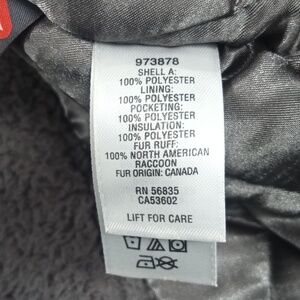 973878
SHELL A:
100% POLYESTER
LINING:
100% POLYESTER
POCKETING:
100% POLYESTER
INSULATION:
100% POLYESTER
FUR RUFF:
100% NORTH AMERICAN
RACCOON
FUR ORIGIN: CANADA
RN 56835
CA53602
LIFT FOR CARE